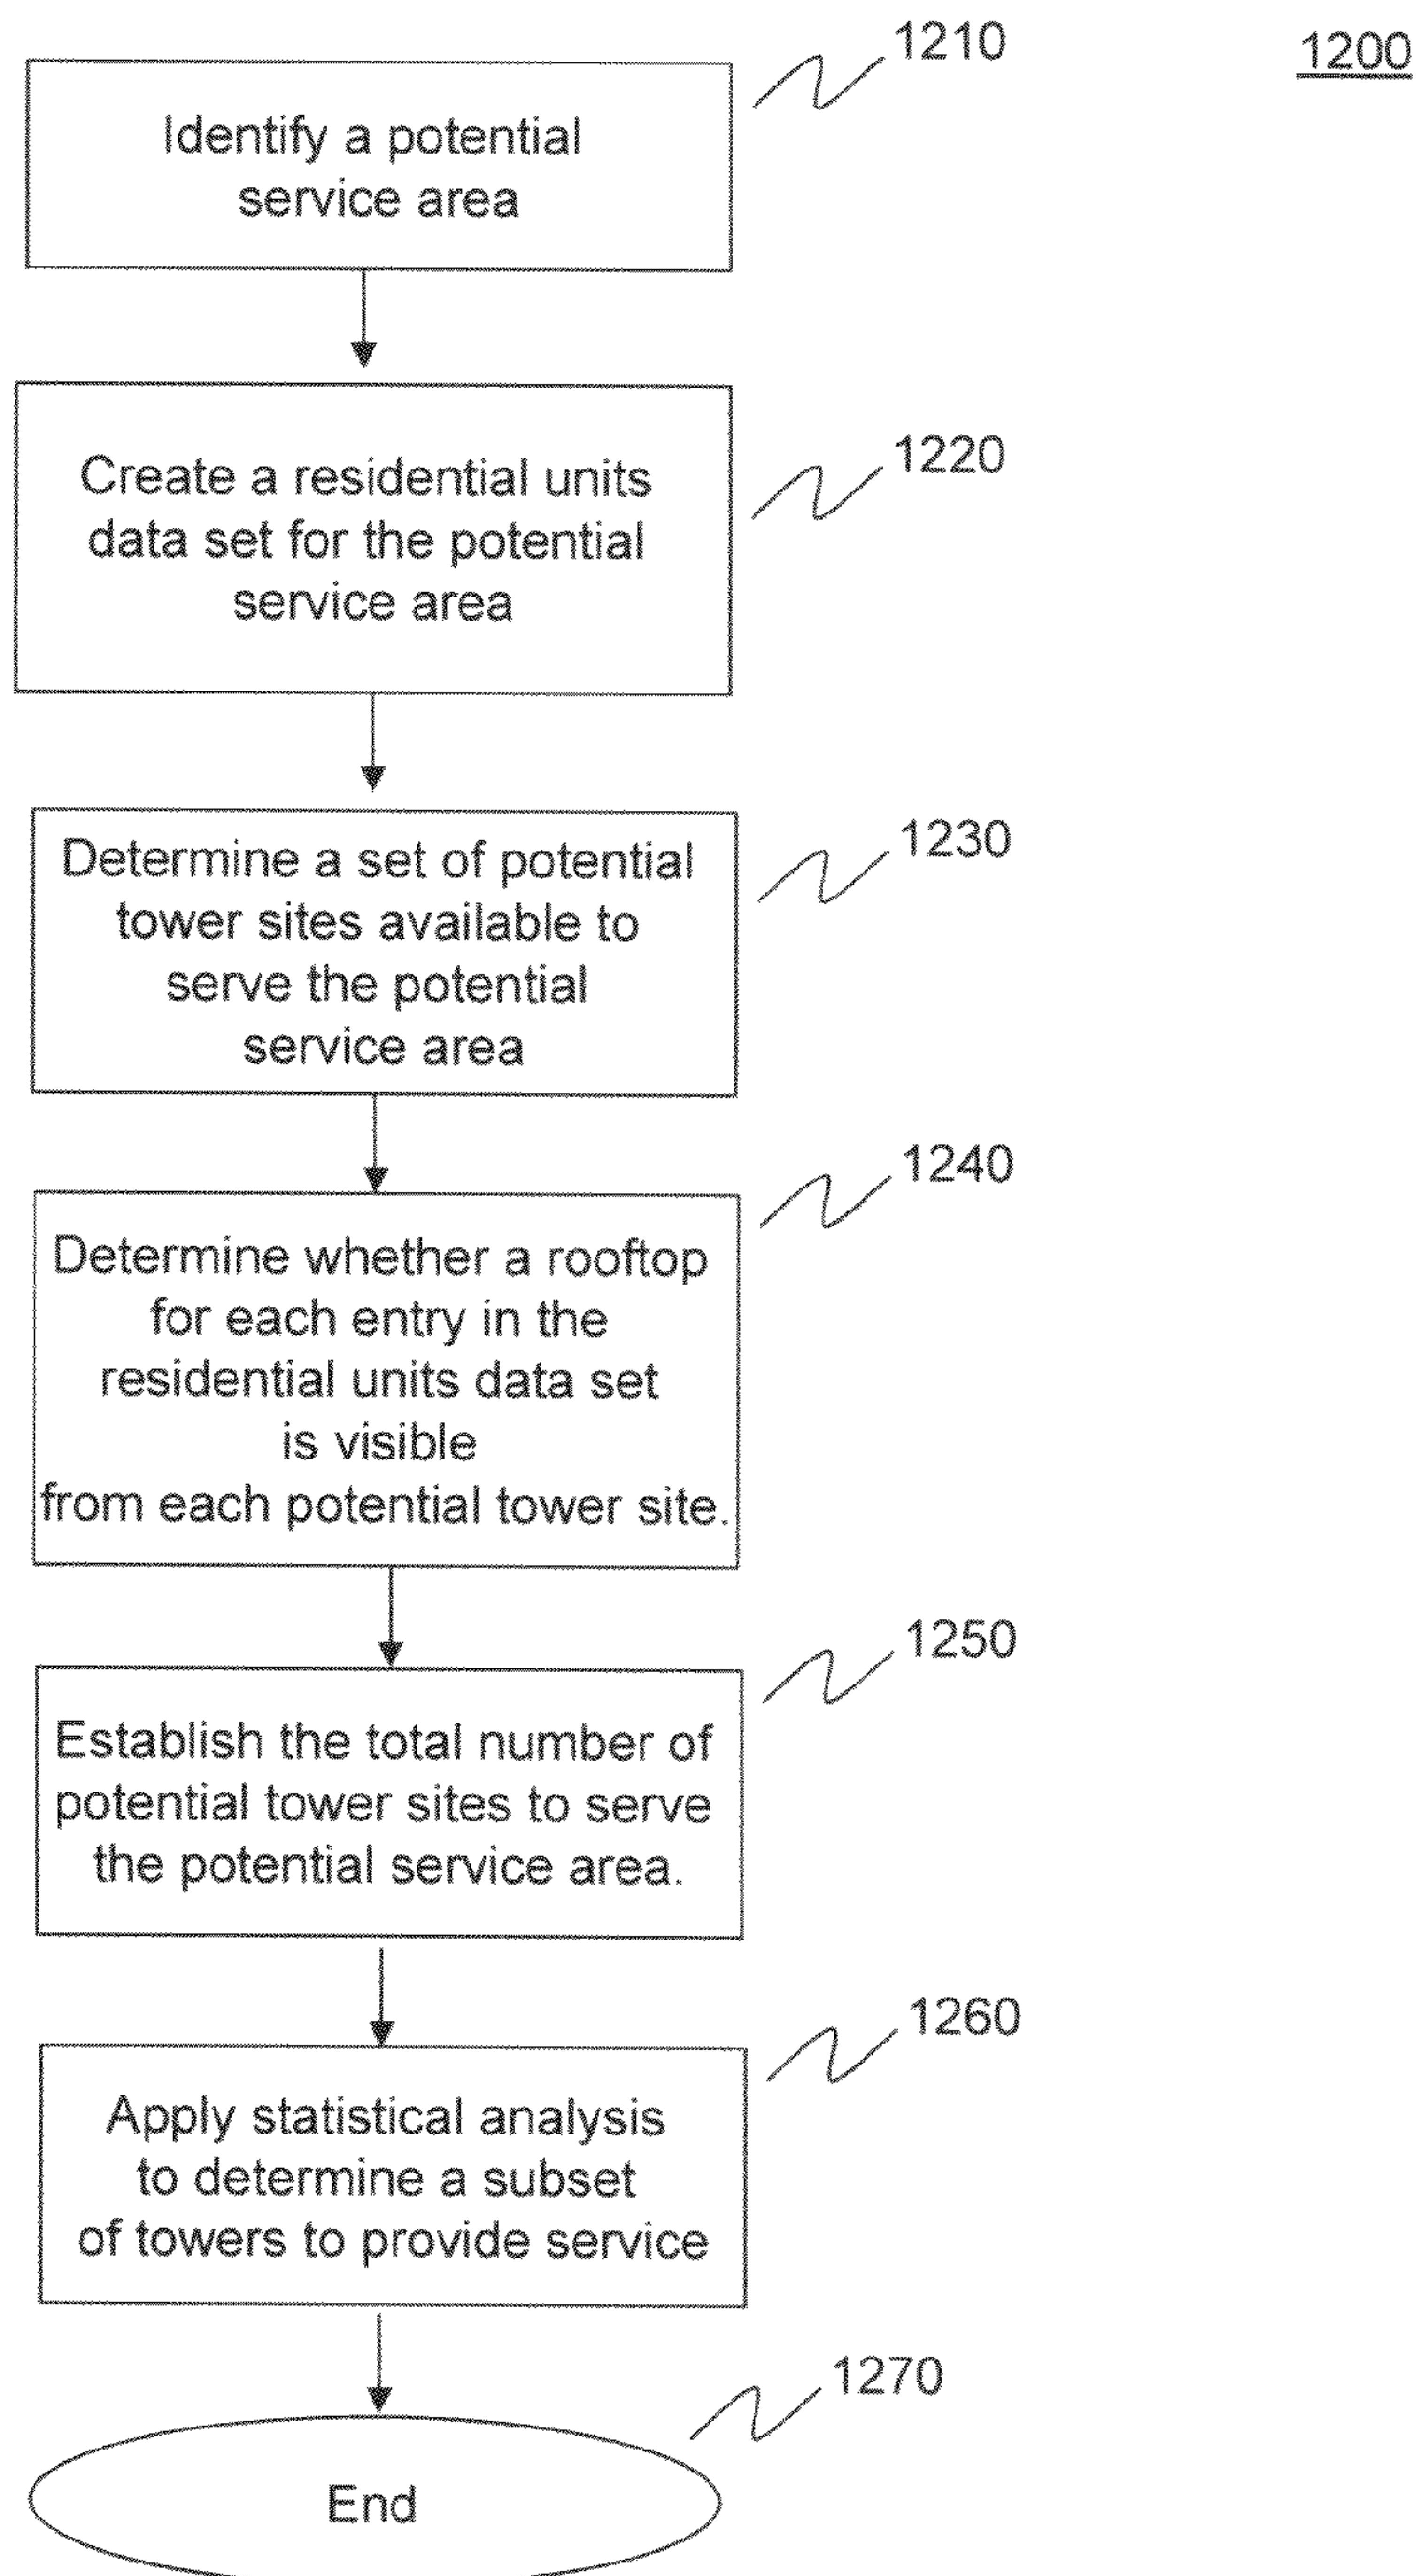 1200
1210
Identify a potential
service area
1220
Create a residential units
data set for the potential
service area
1230
Determine a set of potential
tower sites available to
serve the potential
service area
1240
Determine whether a rooftop
for each entry in the
residential units data set
is visible
from each potential tower site.
1250
Establish the total number of
potential tower sites to serve
the potential service area.
1260
Apply statistical analysis
to determine a subset
of towers to provide service
1270
End